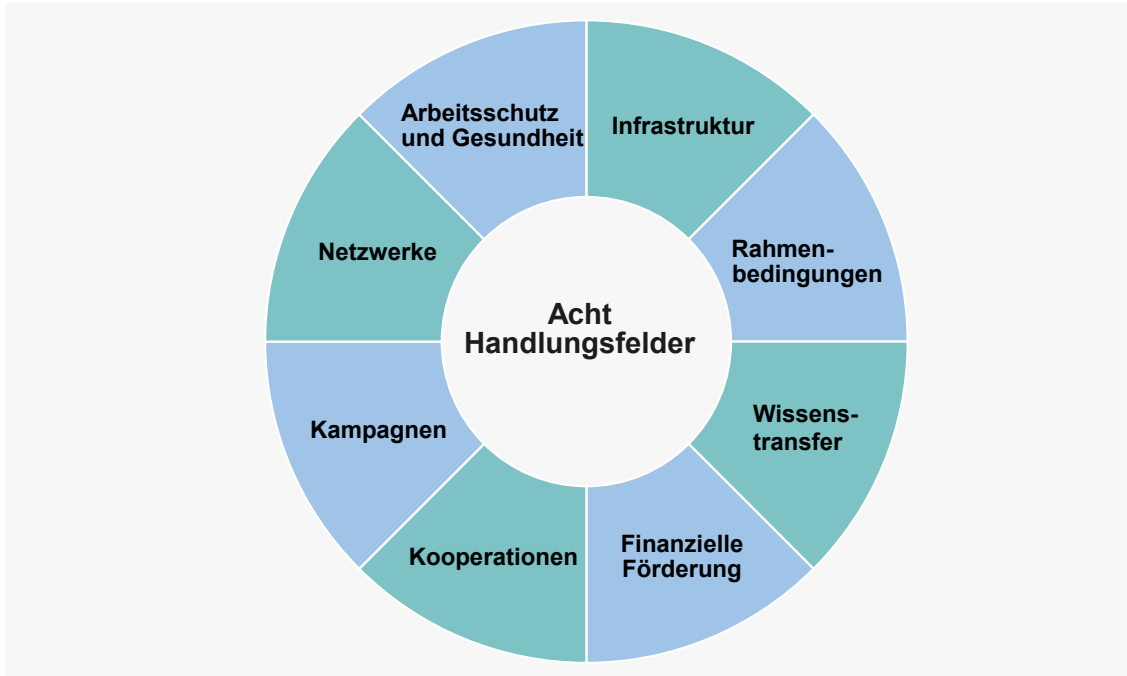 Arbeitsschutz
und Gesundheit
Infrastruktur
Rahmen-
bedingungen
Wissens-
transfer
Finanzielle
Förderung
Kooperationen
Kampagnen
Netzwerke
Acht
Handlungsfelder